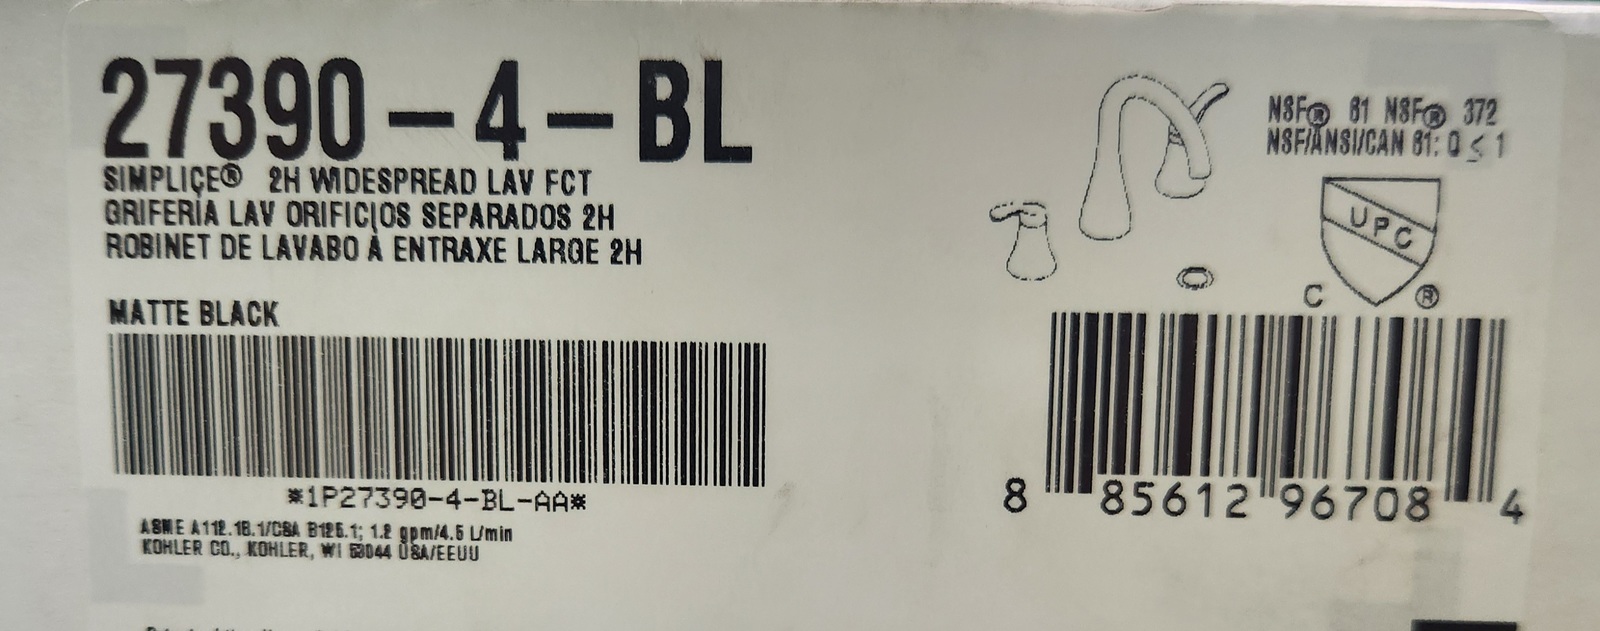 27390-4-BL
SIMPLICE® 2H WIDESPREAD LAV FCT
GRIFERÍA LAV ORIFICIOS SEPARADOS 2H
ROBINET DE LAVABO À ENTRAXE LARGE 2H
MATTE BLACK
*1P27390-4-BL-AA*
ASME A112.18.1/CSA B125.1; 1.2 gpm/4.5 L/min
KOHLER CO., KOHLER, WI 53044 USA/EEUU
NSF® 61 NSF® 372
NSF/ANSI/CAN 61: Q ≤ 1
UPC
C ®
8 85612 96708 4